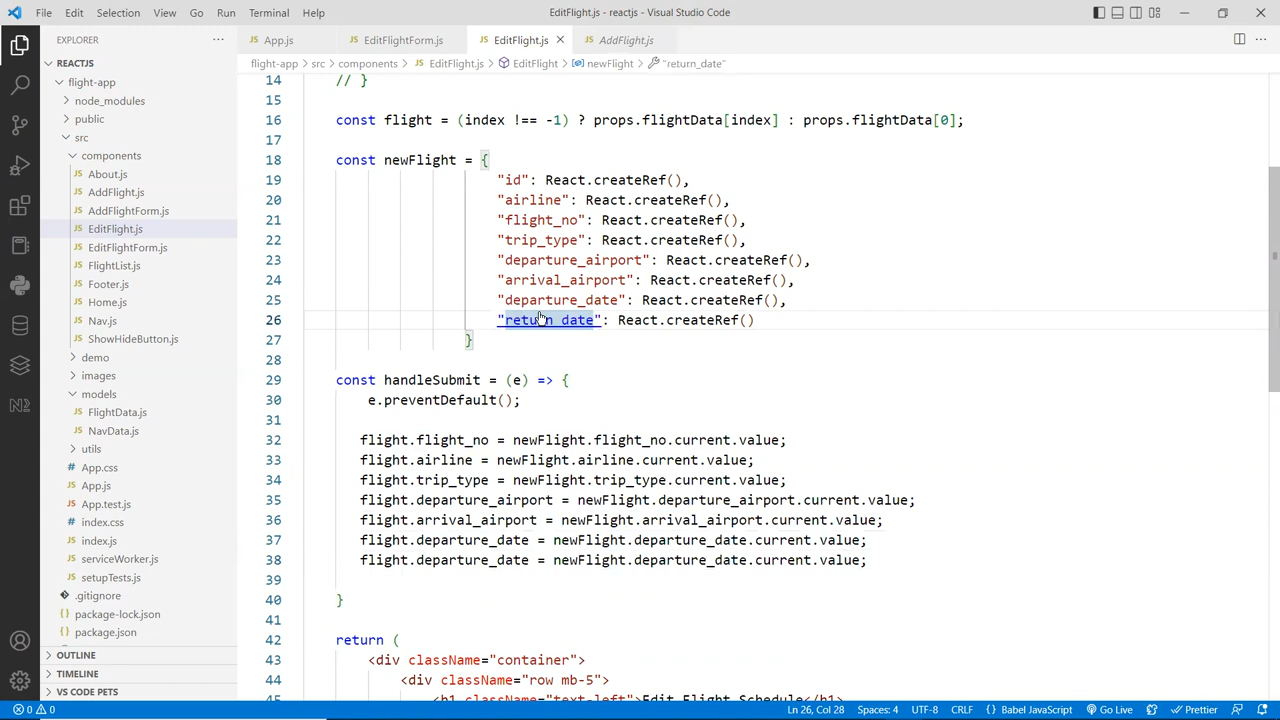 File Edit Selection View Go Run Terminal Help EditFlight.js - reactjs - Visual Studio Code
EXPLORER ···
App.js EditFlightForm.js EditFlight.js AddFlight.js
flight-app > src > components > EditFlight.js > EditFlight > newFlight > "return_date"
REACTJS
flight-app
node_modules
public
src
components
About.js
AddFlight.js
AddFlightForm.js
EditFlight.js
EditFlightForm.js
FlightList.js
Footer.js
Home.js
Nav.js
ShowHideButton.js
demo
images
models
FlightData.js
NavData.js
utils
App.css
App.js
App.test.js
index.css
index.js
serviceWorker.js
setupTests.js
.gitignore
package-lock.json
package.json
OUTLINE
TIMELINE
VS CODE PETS
14 // }
15
16 const flight = (index !== -1) ? props.flightData[index] : props.flightData[0];
17
18 const newFlight = {
19 "id": React.createRef(),
20 "airline": React.createRef(),
21 "flight_no": React.createRef(),
22 "trip_type": React.createRef(),
23 "departure_airport": React.createRef(),
24 "arrival_airport": React.createRef(),
25 "departure_date": React.createRef(),
26 "return_date": React.createRef()
27 }
28
29 const handleSubmit = (e) => {
30 e.preventDefault();
31
32 flight.flight_no = newFlight.flight_no.current.value;
33 flight.airline = newFlight.airline.current.value;
34 flight.trip_type = newFlight.trip_type.current.value;
35 flight.departure_airport = newFlight.departure_airport.current.value;
36 flight.arrival_airport = newFlight.arrival_airport.current.value;
37 flight.departure_date = newFlight.departure_date.current.value;
38 flight.departure_date = newFlight.departure_date.current.value;
39
40 }
41
42 return (
43 <div className="container">
44 <div className="row mb-5">
45 <h1 className="text-left">Edit Flight Schedule</h1>
0 0 Ln 26, Col 28 Spaces: 4 UTF-8 CRLF {} Babel JavaScript Go Live Prettier